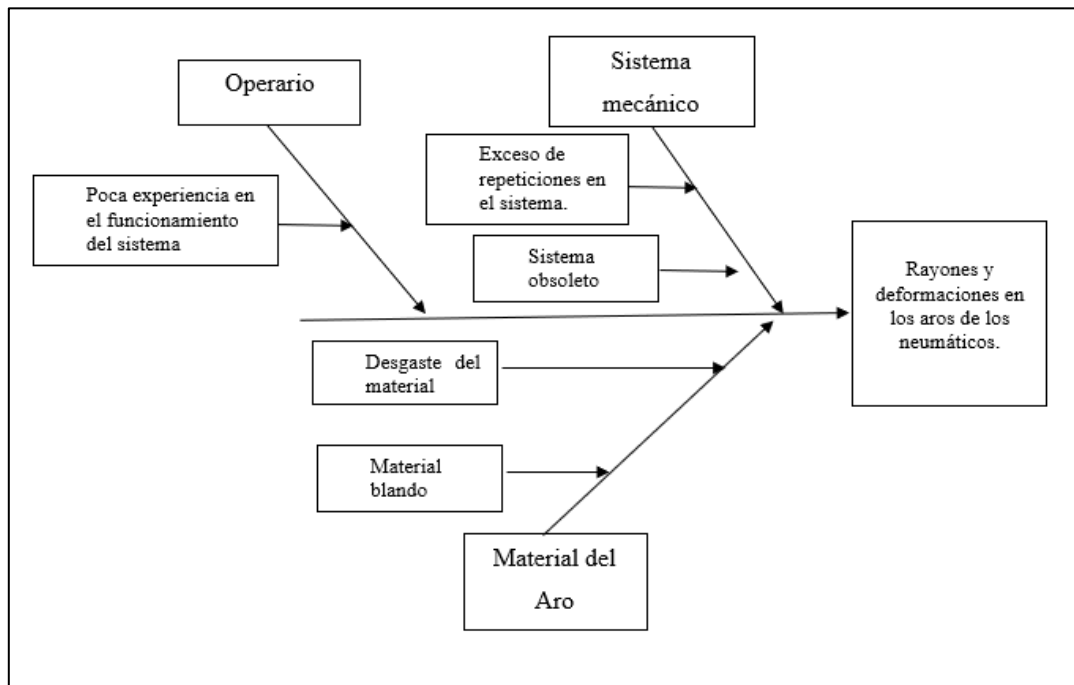 Operario
Sistema
mecánico
Poca experiencia en
el funcionamiento
del sistema
Exceso de
repeticiones en
el sistema.
Sistema
obsoleto
Rayones y
deformaciones en
los aros de los
neumáticos.
Desgaste del
material
Material
blando
Material del
Aro